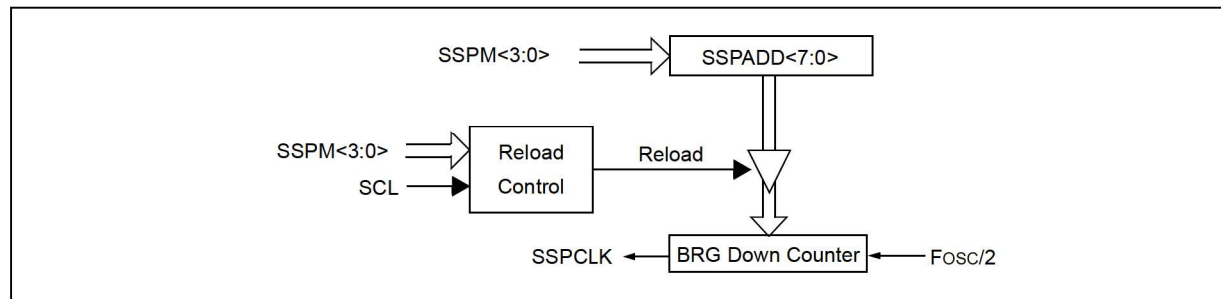 SSPM<3:0>
SSPADD<7:0>
SSPM<3:0>
SCL
Reload
Control
Reload
SSPCLK
BRG Down Counter
FOSC/2